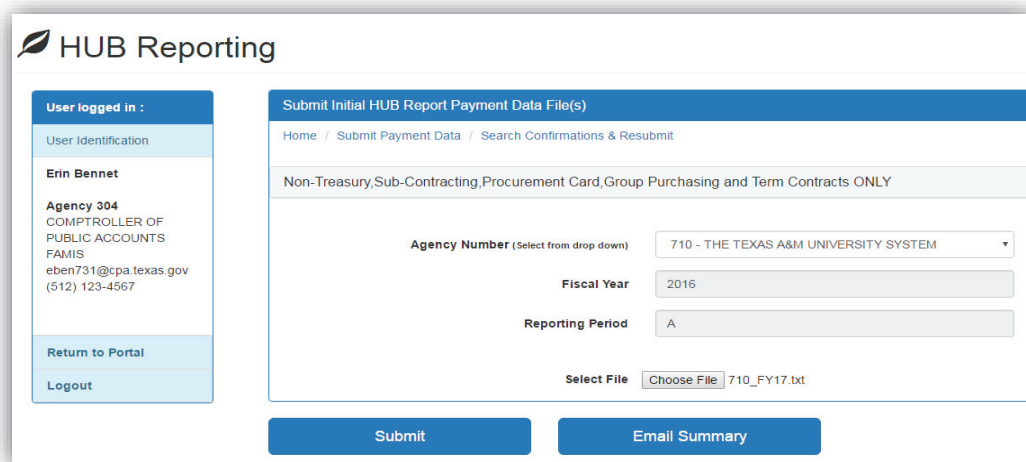 HUB Reporting
User logged in :
User Identification
Erin Bennet
Agency 304
COMPTROLLER OF
PUBLIC ACCOUNTS
FAMIS
eben731@cpa.texas.gov
(512) 123-4567
Return to Portal
Logout
Submit Initial HUB Report Payment Data File(s)
Home / Submit Payment Data / Search Confirmations & Resubmit
Non-Treasury,Sub-Contracting,Procurement Card,Group Purchasing and Term Contracts ONLY
Agency Number (Select from drop down) 710 - THE TEXAS A&M UNIVERSITY SYSTEM
Fiscal Year 2016
Reporting Period A
Select File Choose File 710_FY17.txt
Submit Email Summary